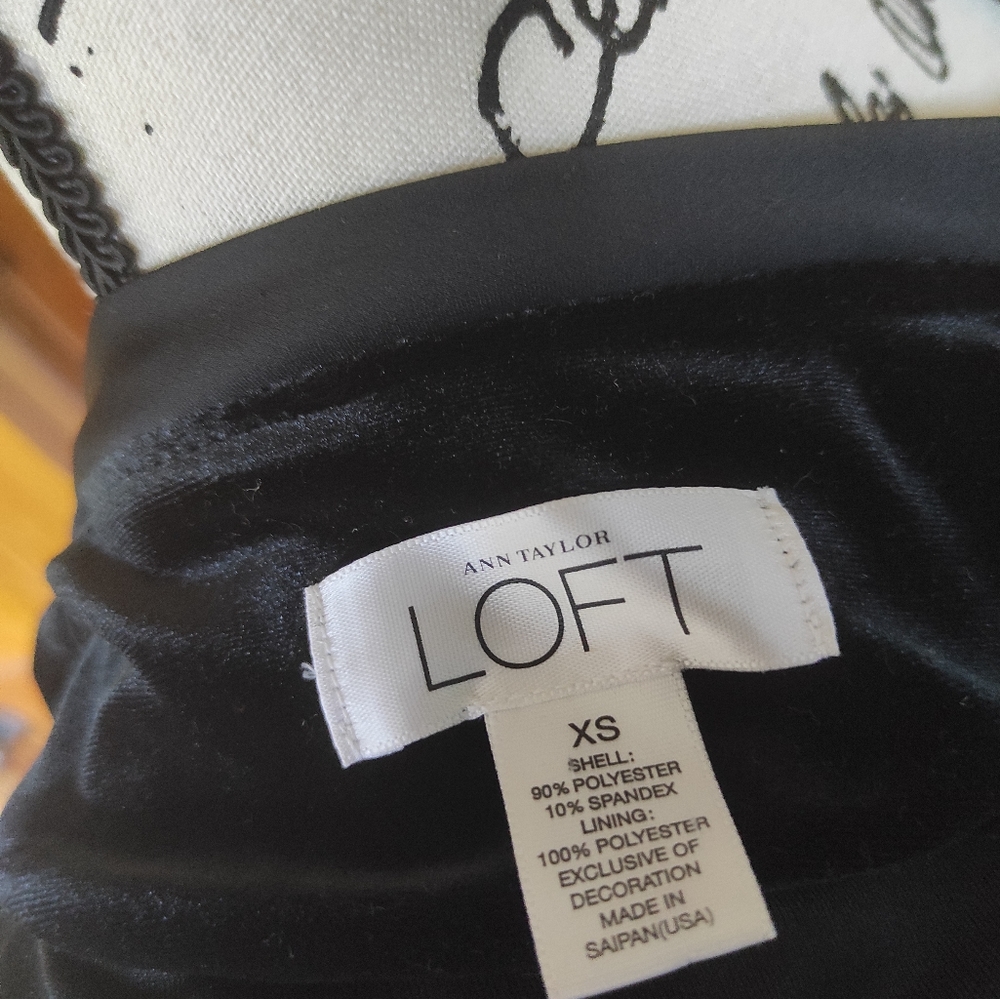 ANN TAYLOR
LOFT
XS
SHELL:
90% POLYESTER
10% SPANDEX
LINING:
100% POLYESTER
EXCLUSIVE OF
DECORATION
MADE IN
SAIPAN(USA)